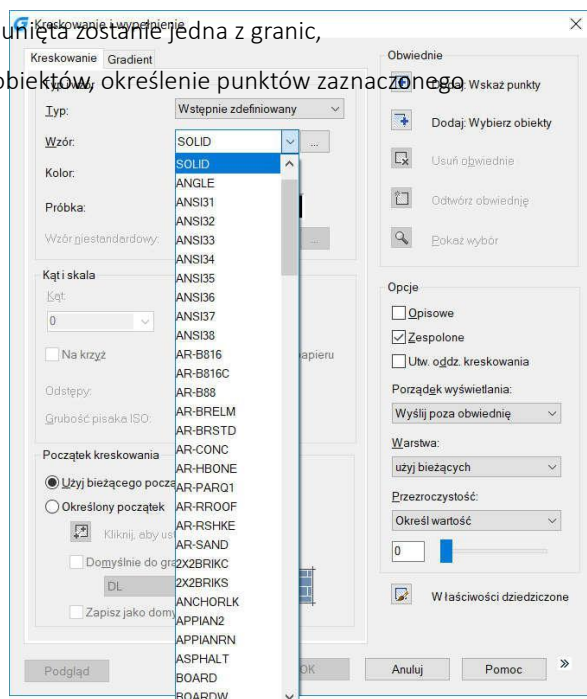 Kreskowanie i wypełnienie
unięta zostanie jedna z granic,
Kreskowanie Gradient
obiektów, określenie punktów zaznaczonego
Typ:
Wstępnie zdefiniowany
Wzór:
SOLID
...
Kolor:
Próbka:
Wzór niestandardowy:
...
SOLID
ANGLE
ANSI31
ANSI32
ANSI33
ANSI34
ANSI35
ANSI36
ANSI37
ANSI38
AR-B816
AR-B816C
AR-B88
AR-BRELM
AR-BRSTD
AR-CONC
AR-HBONE
AR-PARQ1
AR-RROOF
AR-RSHKE
AR-SAND
2X2BRIKC
2X2BRIKS
ANCHORLK
APPIAN2
APPIANRN
ASPHALT
BOARD
BOARDW
Kąt i skala
Kąt:
0
Na krzyż
apieru
Odstępy:
Grubość pisaka ISO:
Początek kreskowania
Użyj bieżącego począ
Określony początek
Kliknij, aby us
Domyślnie do gra
DL
Zapisz jako domy
Obwiednie
Dodaj: Wskaż punkty
Dodaj: Wybierz obiekty
Usuń obwiednie
Odtwórz obwiednię
Pokaż wybór
Opcje
Opisowe
Zespolone
Utw. oddz. kreskowania
Porządek wyświetlania:
Wyślij poza obwiednię
Warstwa:
użyj bieżących
Przezroczystość:
Określ wartość
0
Właściwości dziedziczone
Podgląd
OK
Anuluj
Pomoc